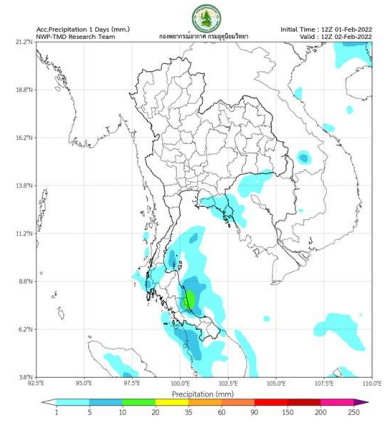 Acc.Precipitation 1 Days (mm.)
Initial Time : 12Z 01-Feb-2022
NWP-TMD Research Team
กองพยากรณ์อากาศ กรมอุตุนิยมวิทยา
Valid : 12Z 02-Feb-2022
21.2°N
18.8°N
16.2°N
13.8°N
11.2°N
8.8°N
6.2°N
3.8°N
92.5°E 95.0°E 97.5°E 100.0°E 102.5°E 105.0°E 107.5°E 110.0°E
Precipitation (mm)
1 5 10 20 35 60 90 150 200 250